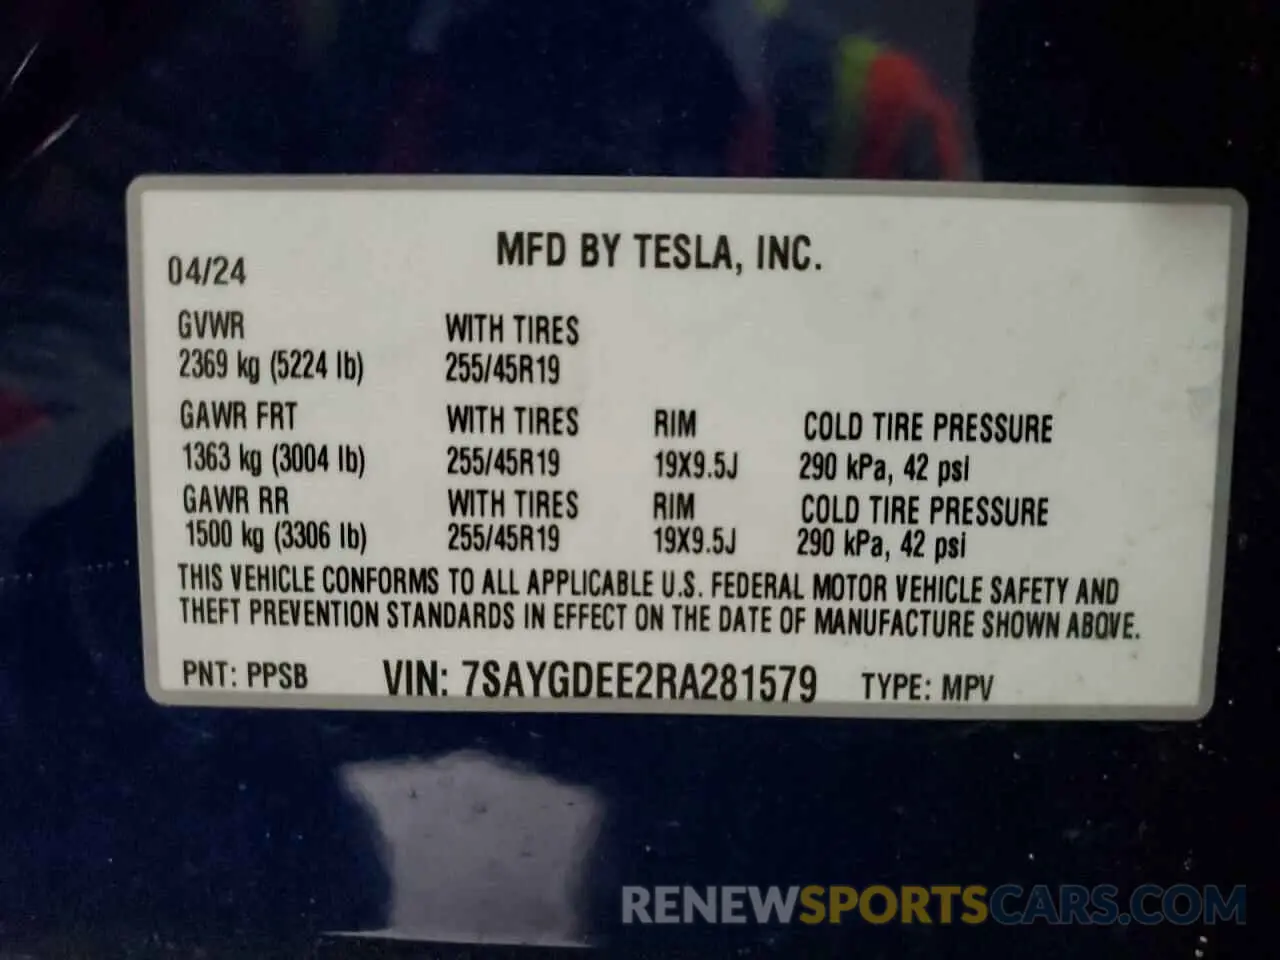 MFD BY TESLA, INC.
04/24
GVWR WITH TIRES
2369 kg (5224 lb) 255/45R19
GAWR FRT WITH TIRES RIM COLD TIRE PRESSURE
1363 kg (3004 lb) 255/45R19 19X9.5J 290 kPa, 42 psi
GAWR RR WITH TIRES RIM COLD TIRE PRESSURE
1500 kg (3306 lb) 255/45R19 19X9.5J 290 kPa, 42 psi
THIS VEHICLE CONFORMS TO ALL APPLICABLE U.S. FEDERAL MOTOR VEHICLE SAFETY AND
THEFT PREVENTION STANDARDS IN EFFECT ON THE DATE OF MANUFACTURE SHOWN ABOVE.
PNT: PPSB VIN: 7SAYGDEE2RA281579 TYPE: MPV
RENEWSPORTSCARS.COM